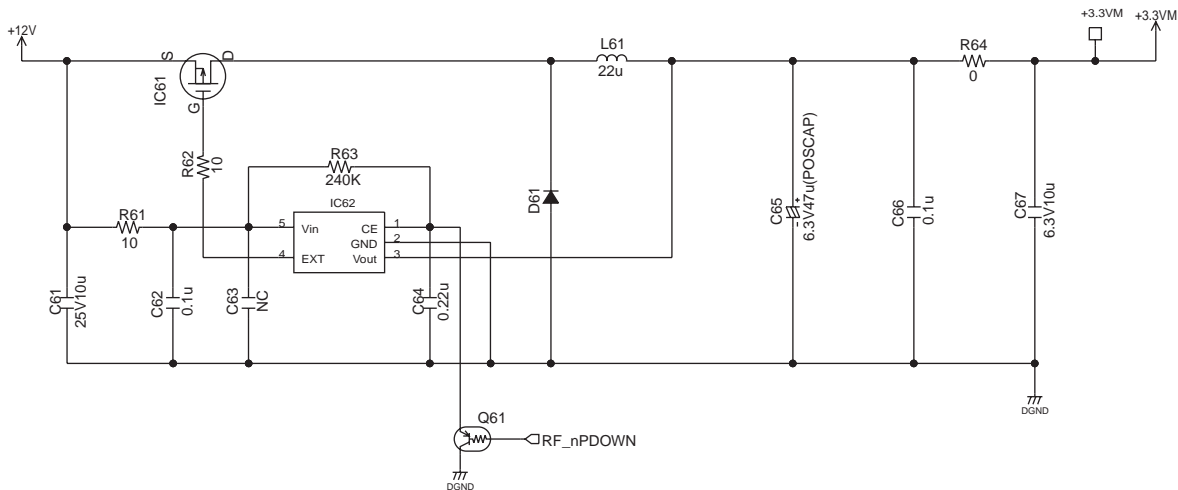 +12V
S
D
IC61
G
L61
22u
R64
0
+3.3VM
+3.3VM
R62
10
R63
240K
IC62
R61
10
5
Vin
CE
1
GND
2
4
EXT
Vout
3
D61
C65
6.3V47u(POSCAP)
+
-
C66
0.1u
C67
6.3V/10u
C61
25V10u
C62
0.1u
C63
NC
C64
0.22u
DGND
Q61
RF_nPDOWN
DGND